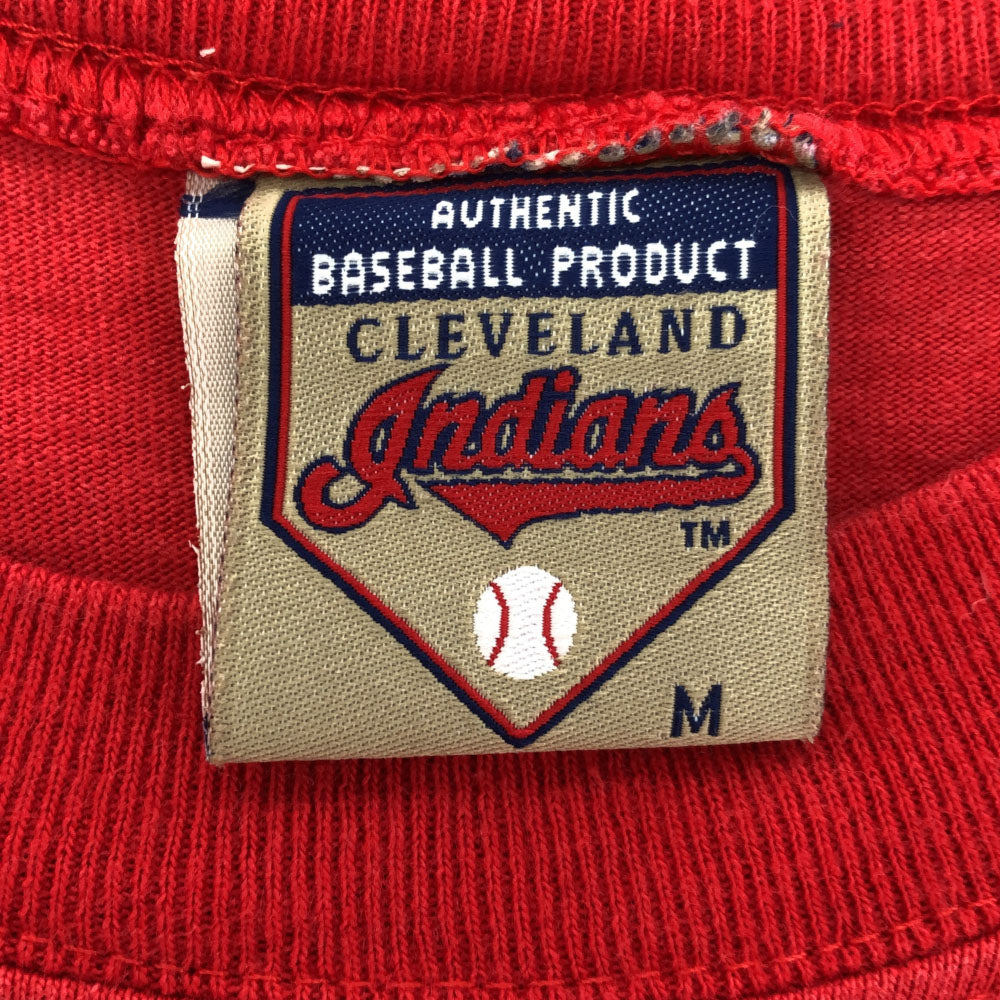 AUTHENTIC
BASEBALL PRODUCT
CLEVELAND
Indians
TM
M